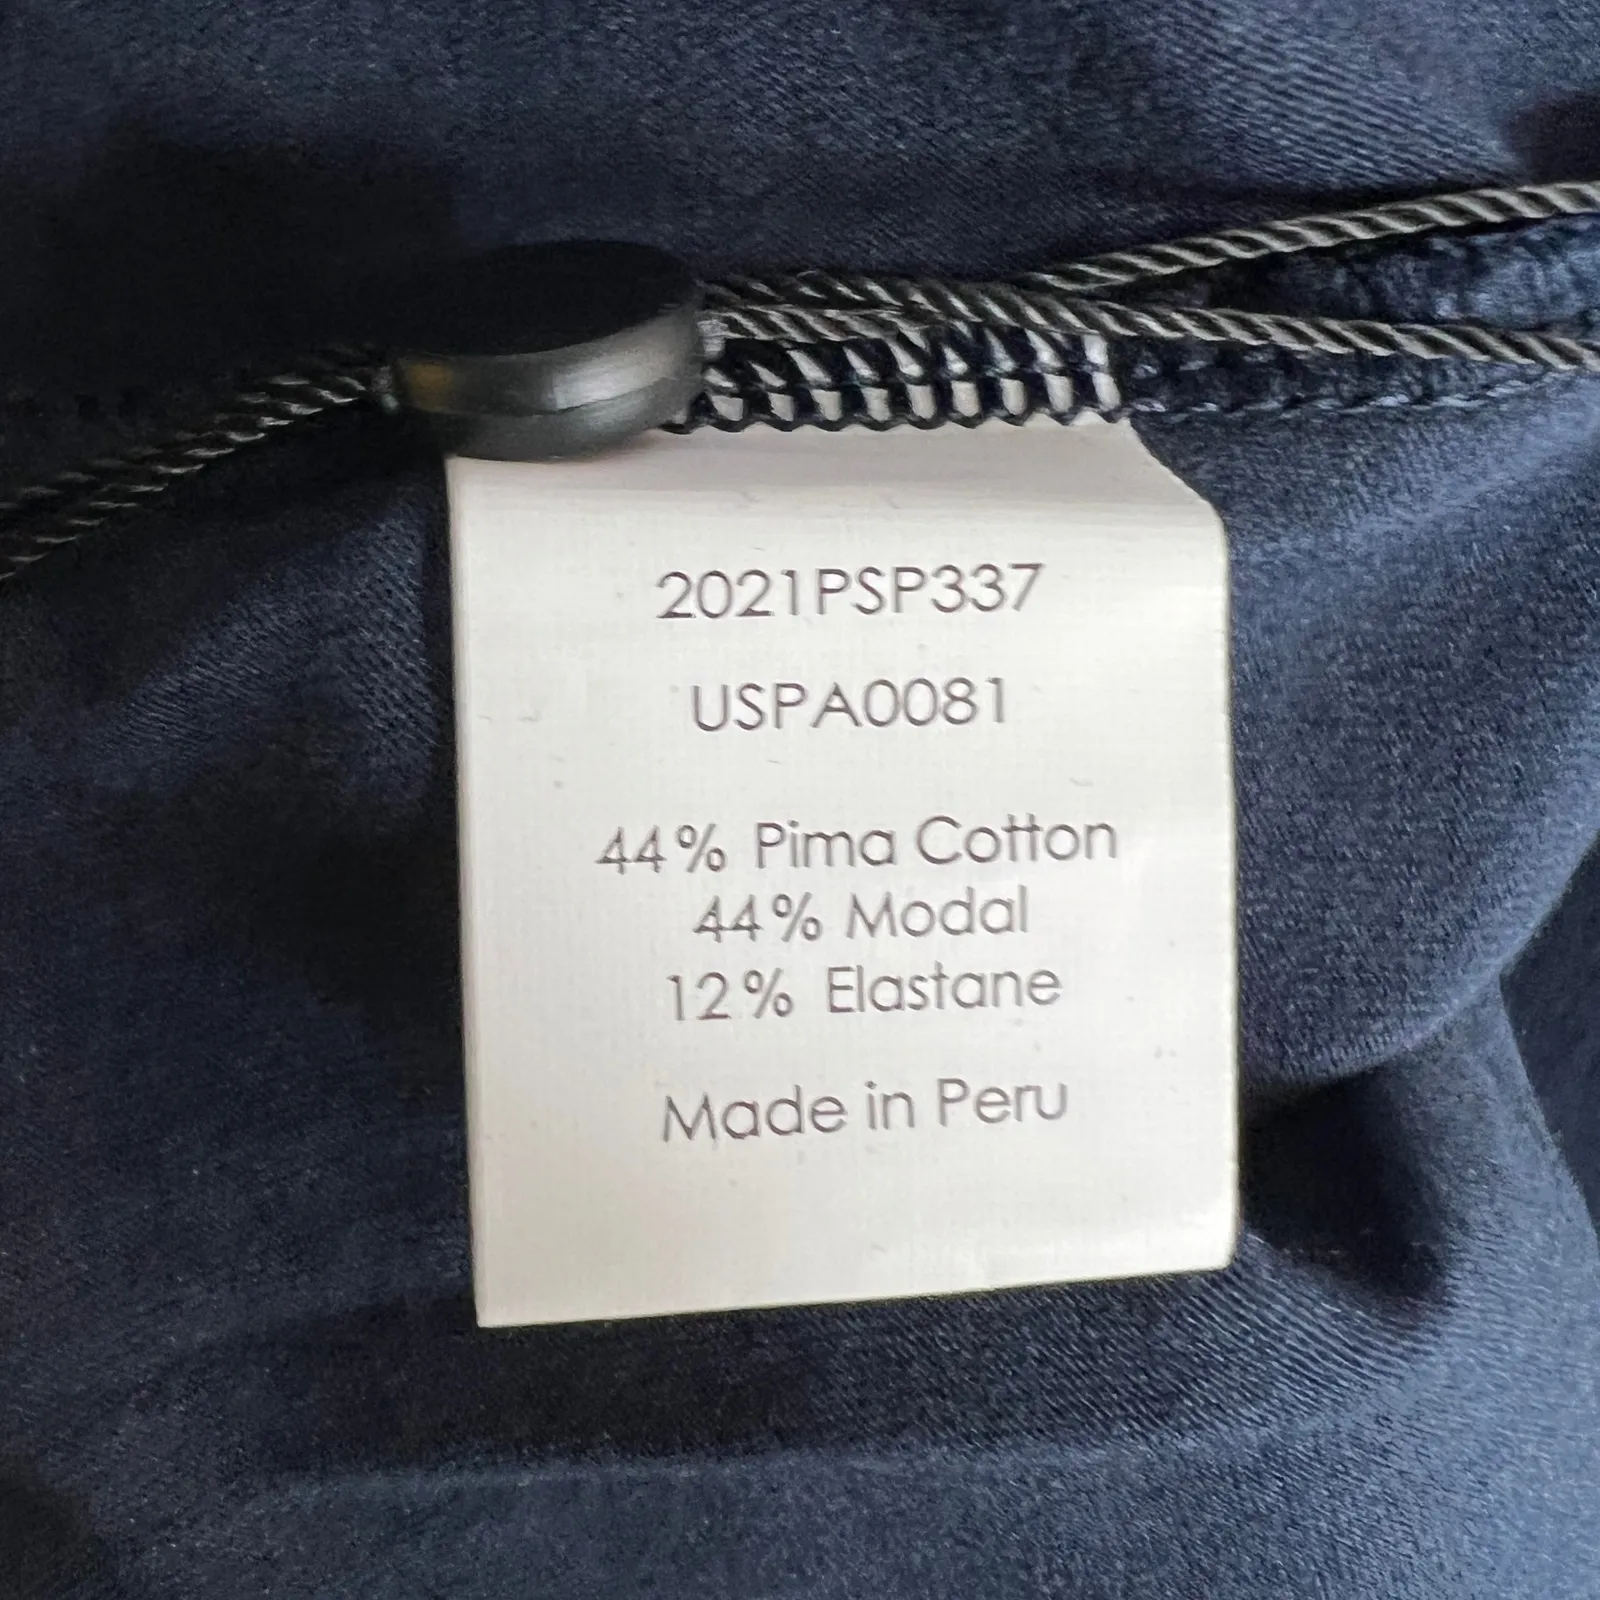 2021PSP337
USPA0081
44% Pima Cotton
44% Modal
12% Elastane
Made in Peru